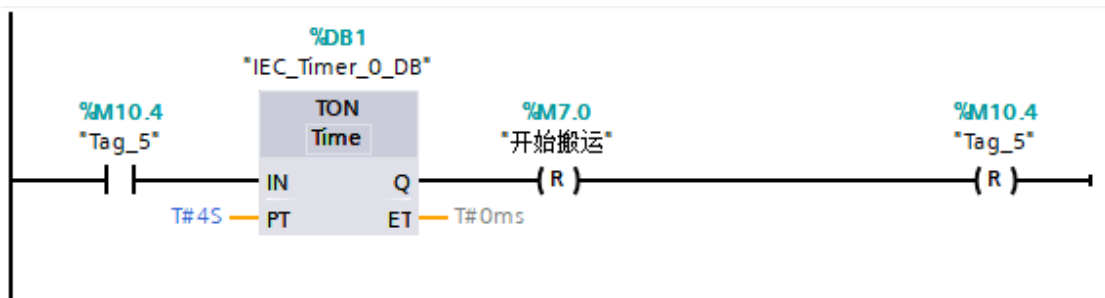 %DB1
"IEC_Timer_0_DB"
%M10.4
"Tag_5"
TON
Time
%M7.0
"开始搬运"
%M10.4
"Tag_5"
IN
Q
( R )
( R )
T#4S
PT
ET
T#0ms